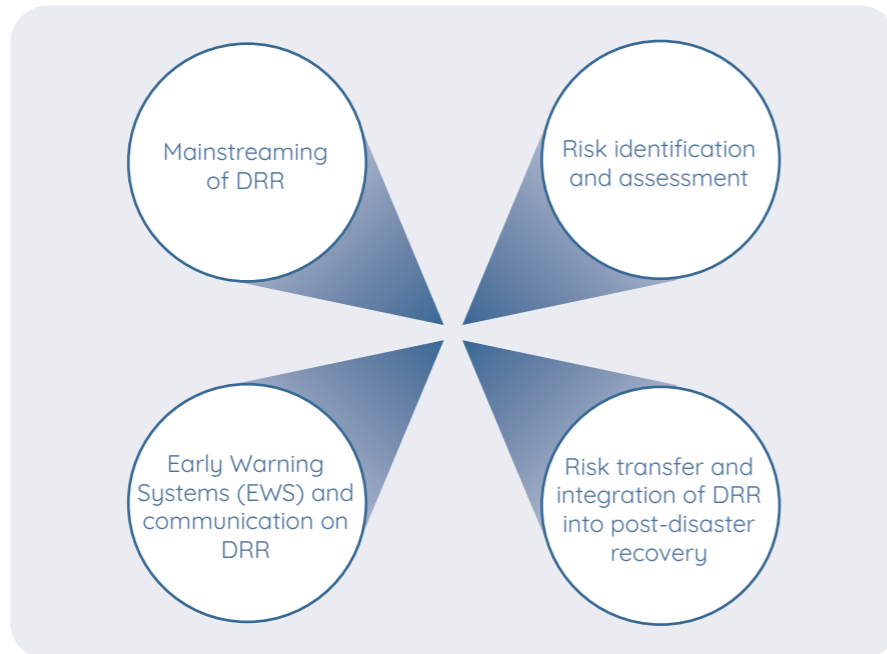 Mainstreaming
of DRR
Risk identification
and assessment
Early Warning
Systems (EWS) and
communication on
DRR
Risk transfer and
integration of DRR
into post-disaster
recovery